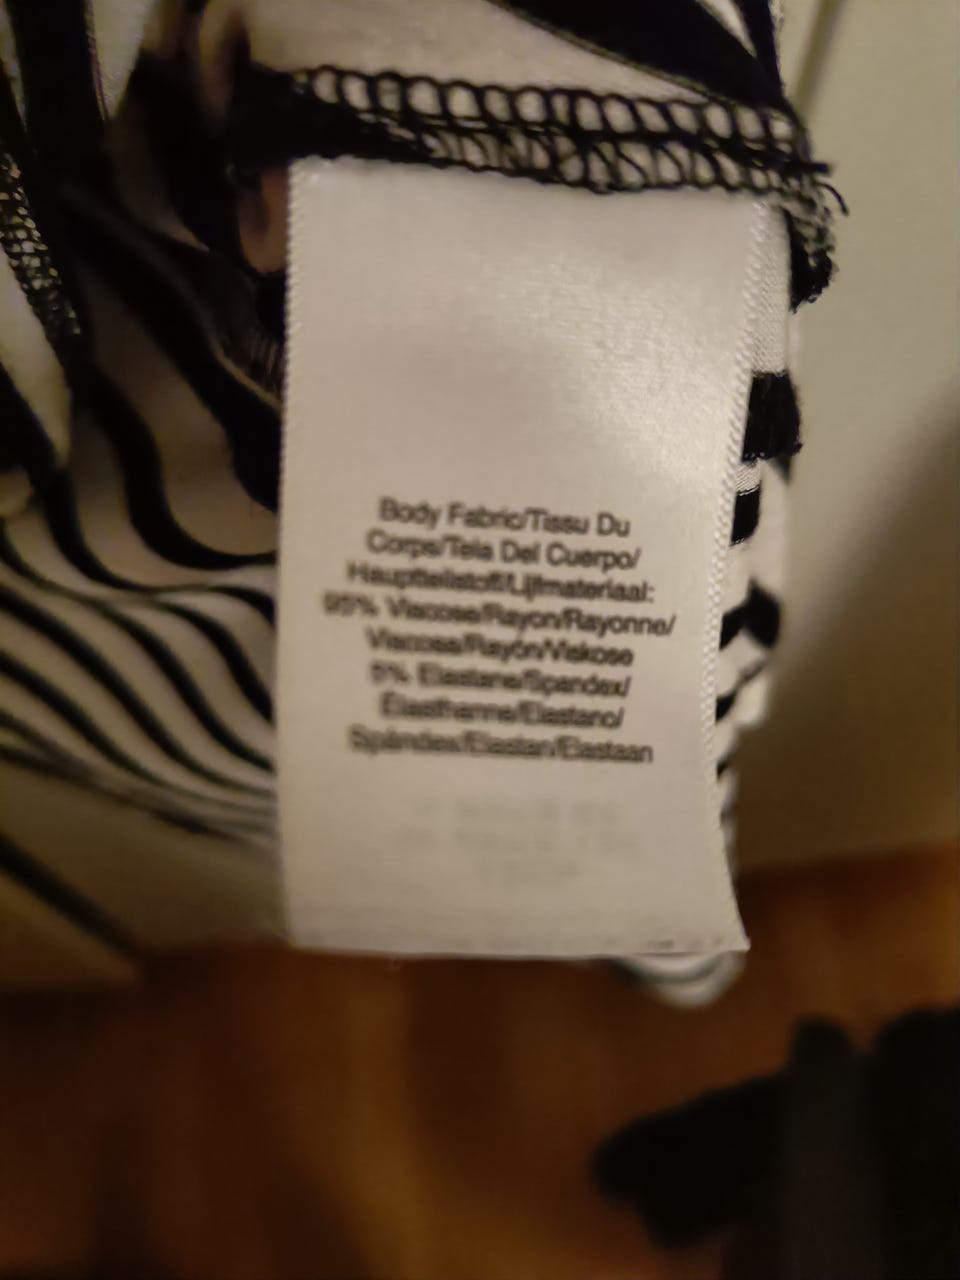 Body Fabric/Tissu Du
Corps/Tela Del Cuerpo/
Hauptteilstoff/Lijfmateriaal:
95% Viscose/Rayon/Rayonne/
Viscosa/Rayón/Viskose
5% Elastane/Spandex/
Élasthanne/Elastano/
Spándex/Elastan/Elastaan